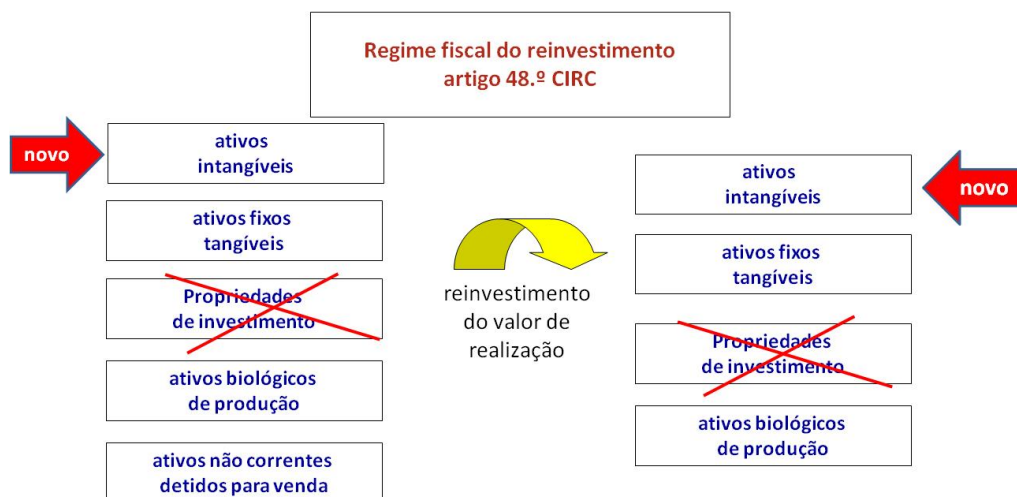 Regime fiscal do reinvestimento
artigo 48.º CIRC
novo
ativos
intangíveis
ativos fixos
tangíveis
Propriedades
de investimento
ativos biológicos
de produção
ativos não correntes
detidos para venda
reinvestimento
do valor de
realização
novo
ativos
intangíveis
ativos fixos
tangíveis
Propriedades
de investimento
ativos biológicos
de produção